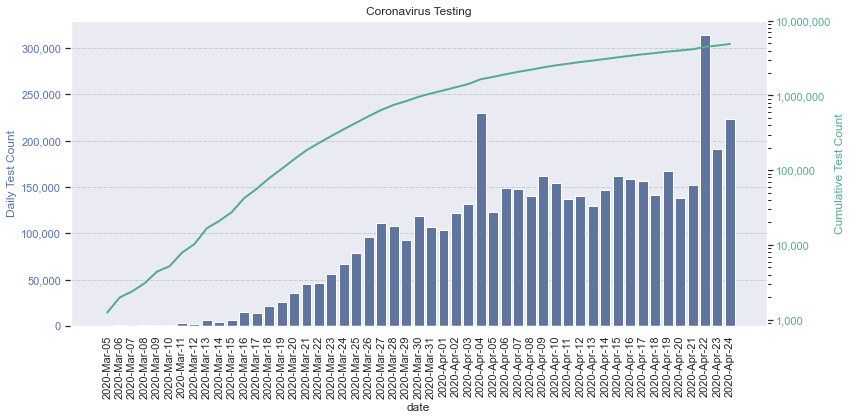 Coronavirus Testing
Daily Test Count
300,000
250,000
200,000
150,000
100,000
50,000
0
10,000,000
1,000,000
100,000
10,000
1,000
Cumulative Test Count
2020-Mar-05
2020-Mar-06
2020-Mar-07
2020-Mar-08
2020-Mar-09
2020-Mar-10
2020-Mar-11
2020-Mar-12
2020-Mar-13
2020-Mar-14
2020-Mar-15
2020-Mar-16
2020-Mar-17
2020-Mar-18
2020-Mar-19
2020-Mar-20
2020-Mar-21
2020-Mar-22
2020-Mar-23
2020-Mar-24
2020-Mar-25
2020-Mar-26
2020-Mar-27
2020-Mar-28
2020-Mar-29
2020-Mar-30
2020-Mar-31
2020-Apr-01
2020-Apr-02
2020-Apr-03
2020-Apr-04
2020-Apr-05
2020-Apr-06
2020-Apr-07
2020-Apr-08
2020-Apr-09
2020-Apr-10
2020-Apr-11
2020-Apr-12
2020-Apr-13
2020-Apr-14
2020-Apr-15
2020-Apr-16
2020-Apr-17
2020-Apr-18
2020-Apr-19
2020-Apr-20
2020-Apr-21
2020-Apr-22
2020-Apr-23
2020-Apr-24
date